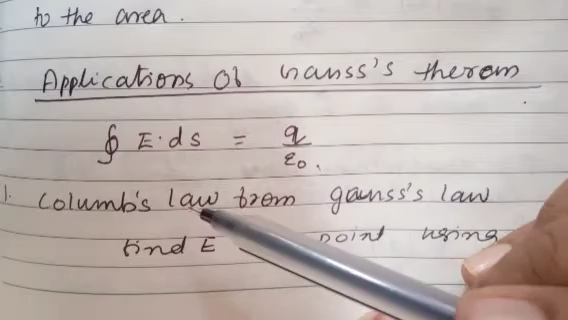 to the area.
Applications Of Gauss's therom
∮ E·ds = q/ε0.
1. Columb's law from gauss's law
find E point using